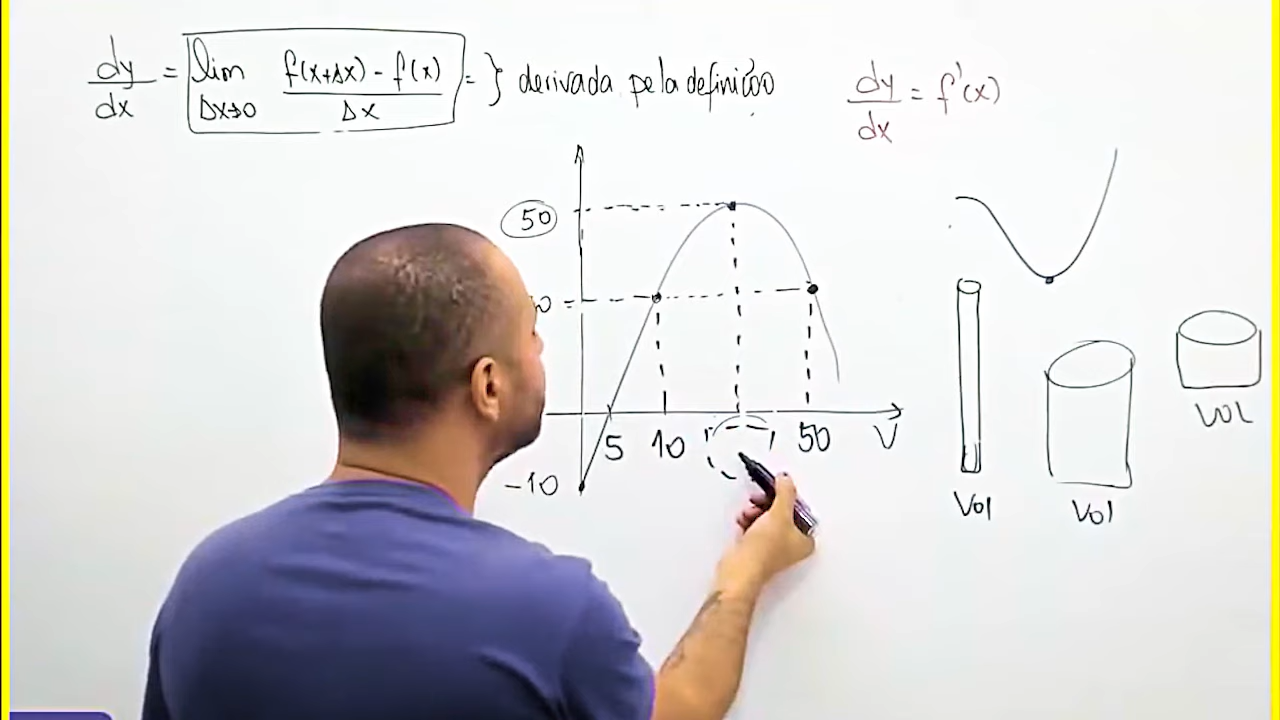 dy/dx = lim Δx→0 f(x+Δx) - f(x) / Δx = } derivada pela definição
dy/dx = f'(x)
50
0
5 10 50 V
-10
Vol Vol Vol